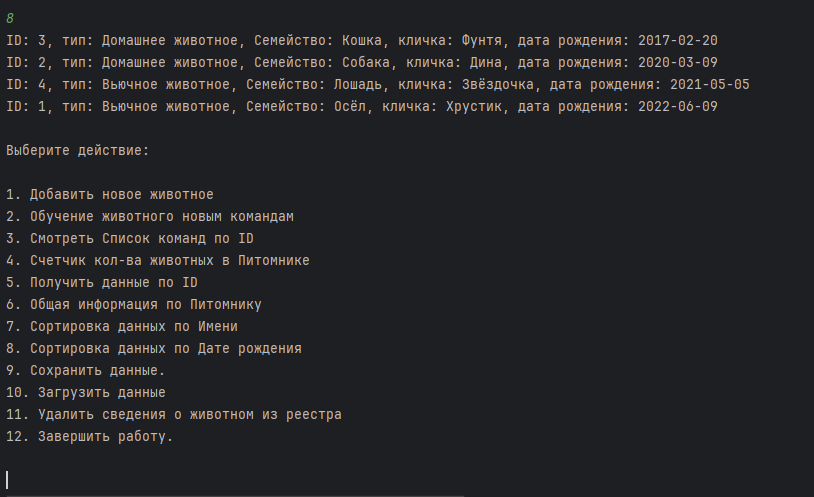 8
ID: 3, тип: Домашнее животное, Семейство: Кошка, кличка: Фунтя, дата рождения: 2017-02-20
ID: 2, тип: Домашнее животное, Семейство: Собака, кличка: Дина, дата рождения: 2020-03-09
ID: 4, тип: Вьючное животное, Семейство: Лошадь, кличка: Звёздочка, дата рождения: 2021-05-05
ID: 1, тип: Вьючное животное, Семейство: Осёл, кличка: Хрустик, дата рождения: 2022-06-09
Выберите действие:
1. Добавить новое животное
2. Обучение животного новым командам
3. Смотреть Список команд по ID
4. Счетчик кол-ва животных в Питомнике
5. Получить данные по ID
6. Общая информация по Питомнику
7. Сортировка данных по Имени
8. Сортировка данных по Дате рождения
9. Сохранить данные.
10. Загрузить данные
11. Удалить сведения о животном из реестра
12. Завершить работу.